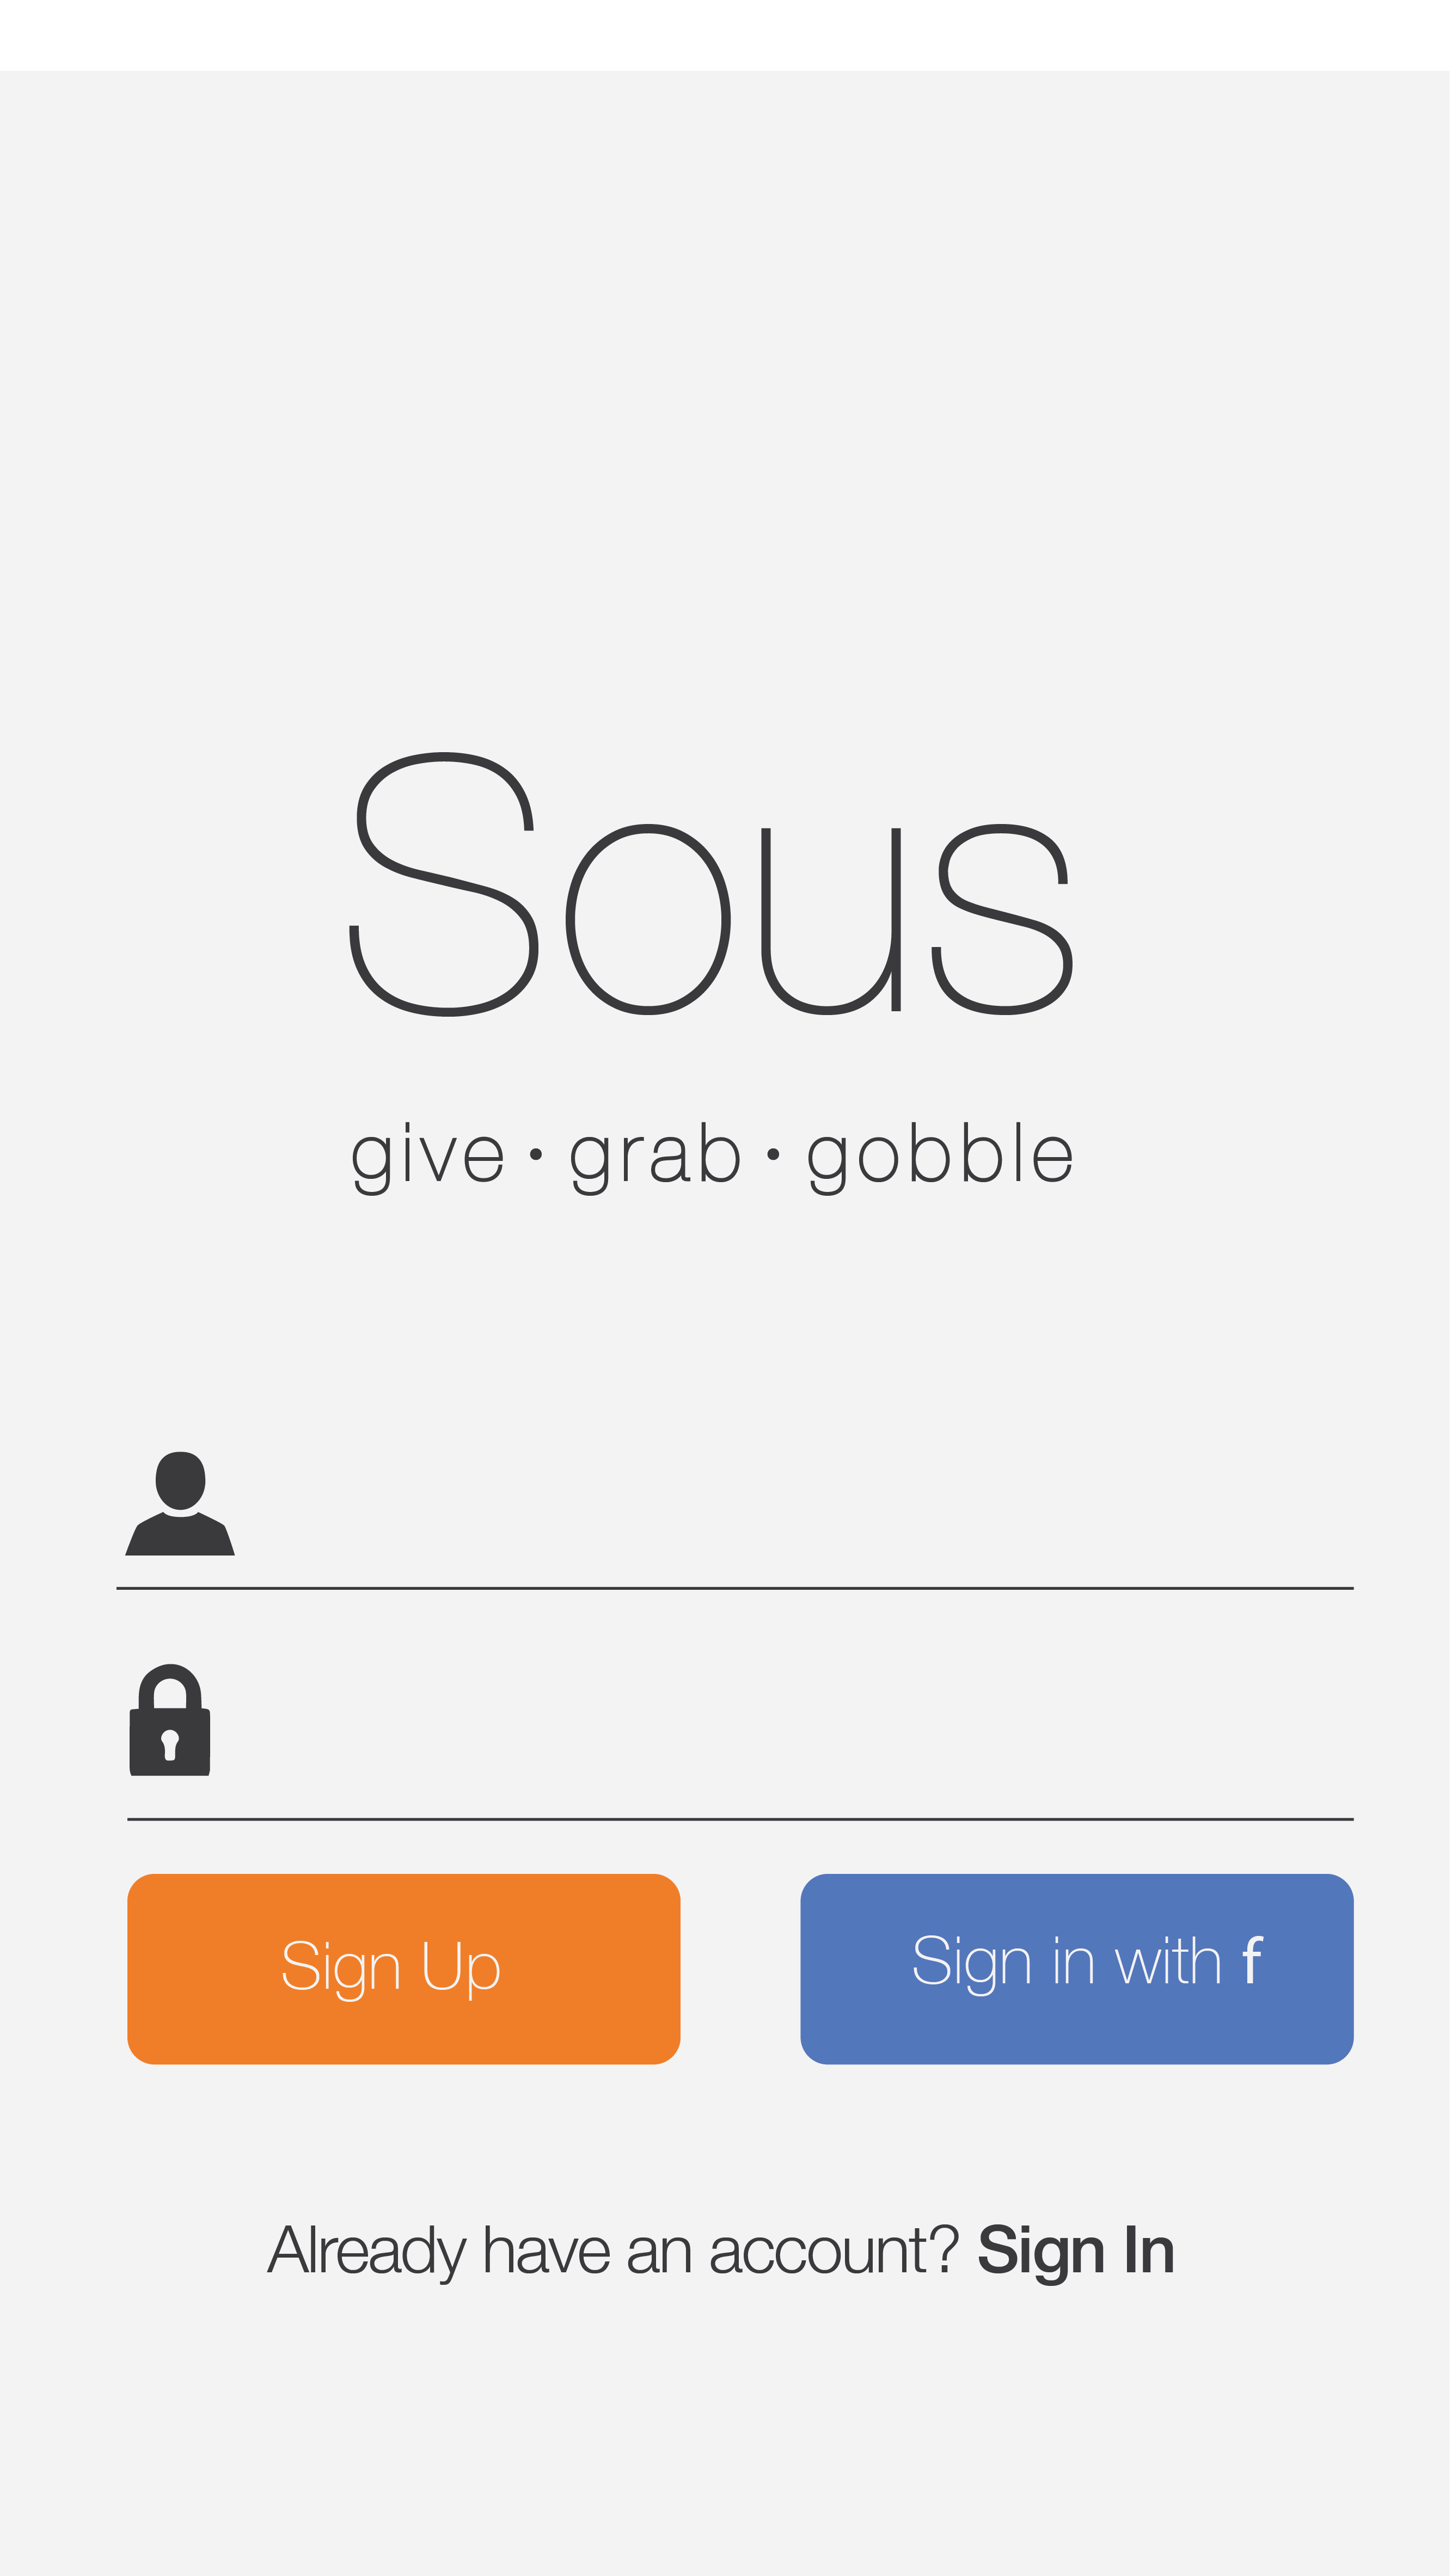 Sous
give · grab · gobble
Sign Up
Sign in with f
Already have an account? Sign In